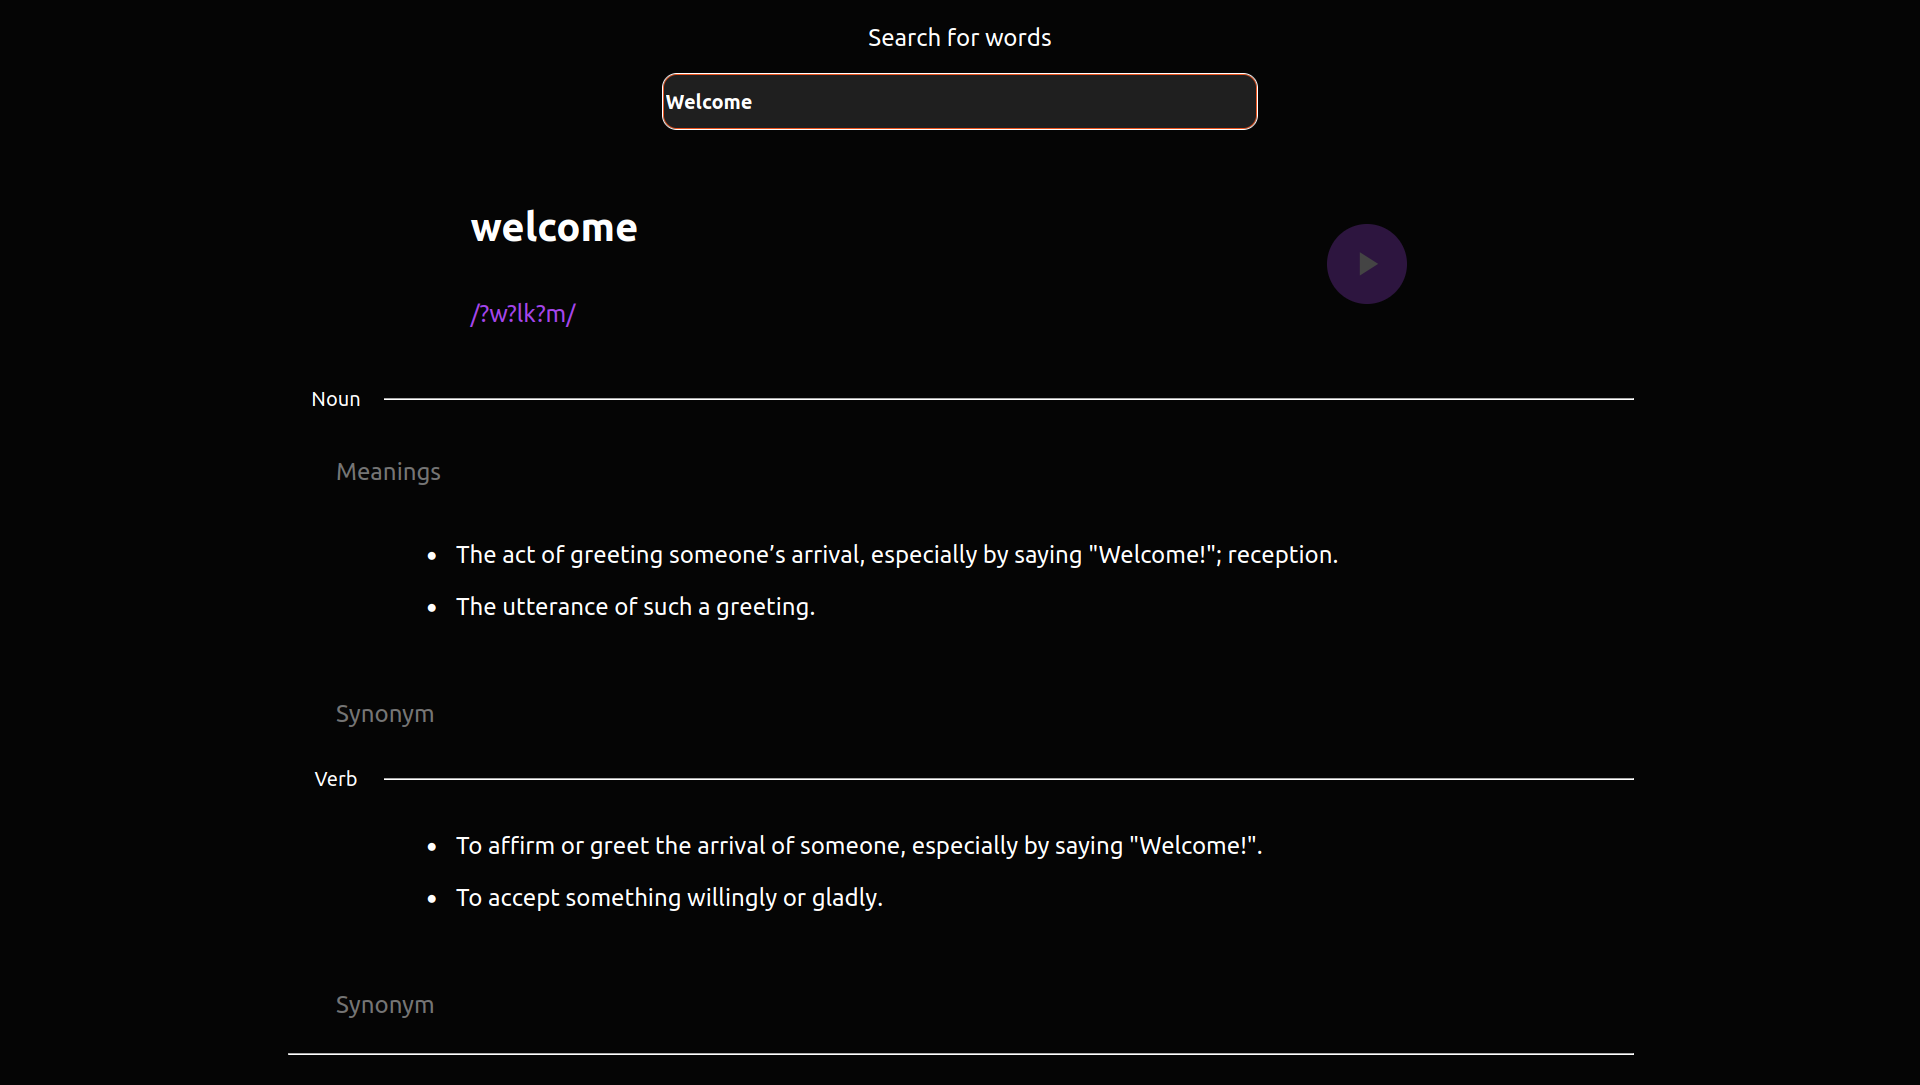 Search for words
Welcome
welcome
/?w?lk?m/
Noun
Meanings
• The act of greeting someone’s arrival, especially by saying "Welcome!"; reception.
• The utterance of such a greeting.
Synonym
Verb
• To affirm or greet the arrival of someone, especially by saying "Welcome!".
• To accept something willingly or gladly.
Synonym